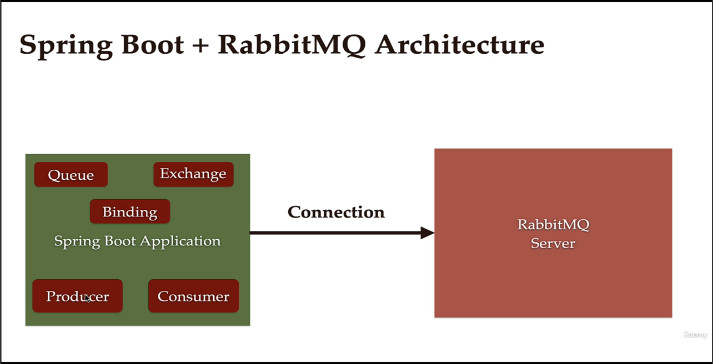 Spring Boot + RabbitMQ Architecture
Queue
Exchange
Binding
Spring Boot Application
Producer
Consumer
Connection
RabbitMQ
Server